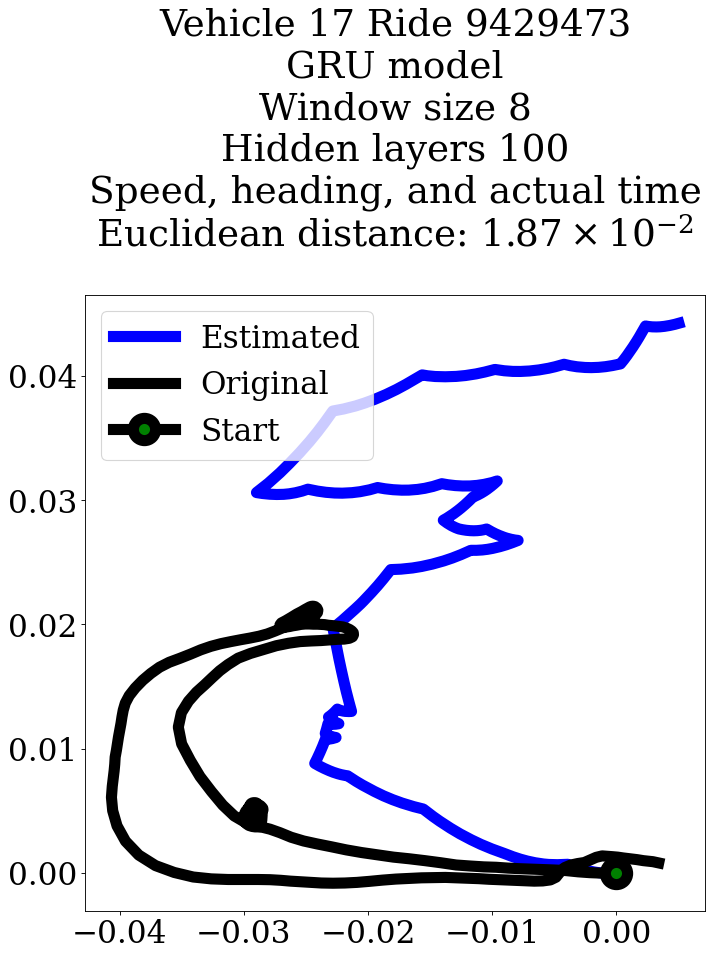 Vehicle 17 Ride 9429473
GRU model
Window size 8
Hidden layers 100
Speed, heading, and actual time
Euclidean distance: 1.87 × 10⁻²
Estimated
Original
Start
0.04
0.03
0.02
0.01
0.00
−0.04 −0.03 −0.02 −0.01 0.00